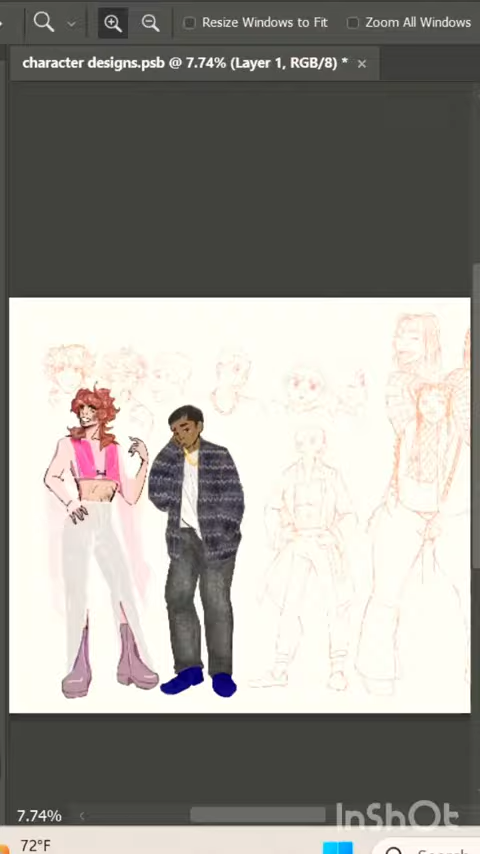 Resize Windows to Fit
Zoom All Windows
character designs.psb @ 7.74% (Layer 1, RGB/8) * ×
7.74%
InShOt
72°F
Search